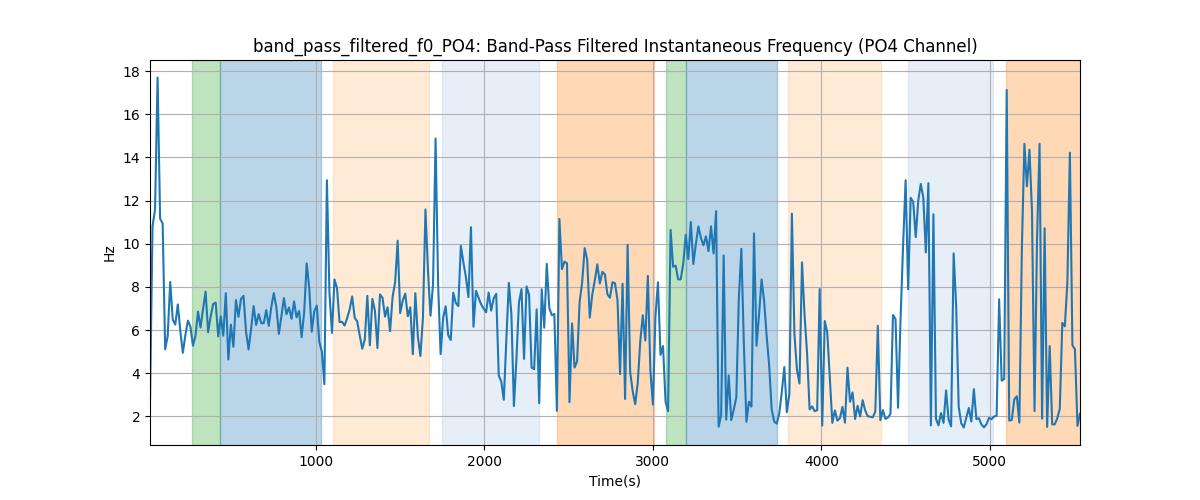 band_pass_filtered_f0_PO4: Band-Pass Filtered Instantaneous Frequency (PO4 Channel)
18
16
14
12
10
8
6
4
2
Hz
1000 2000 3000 4000 5000
Time(s)